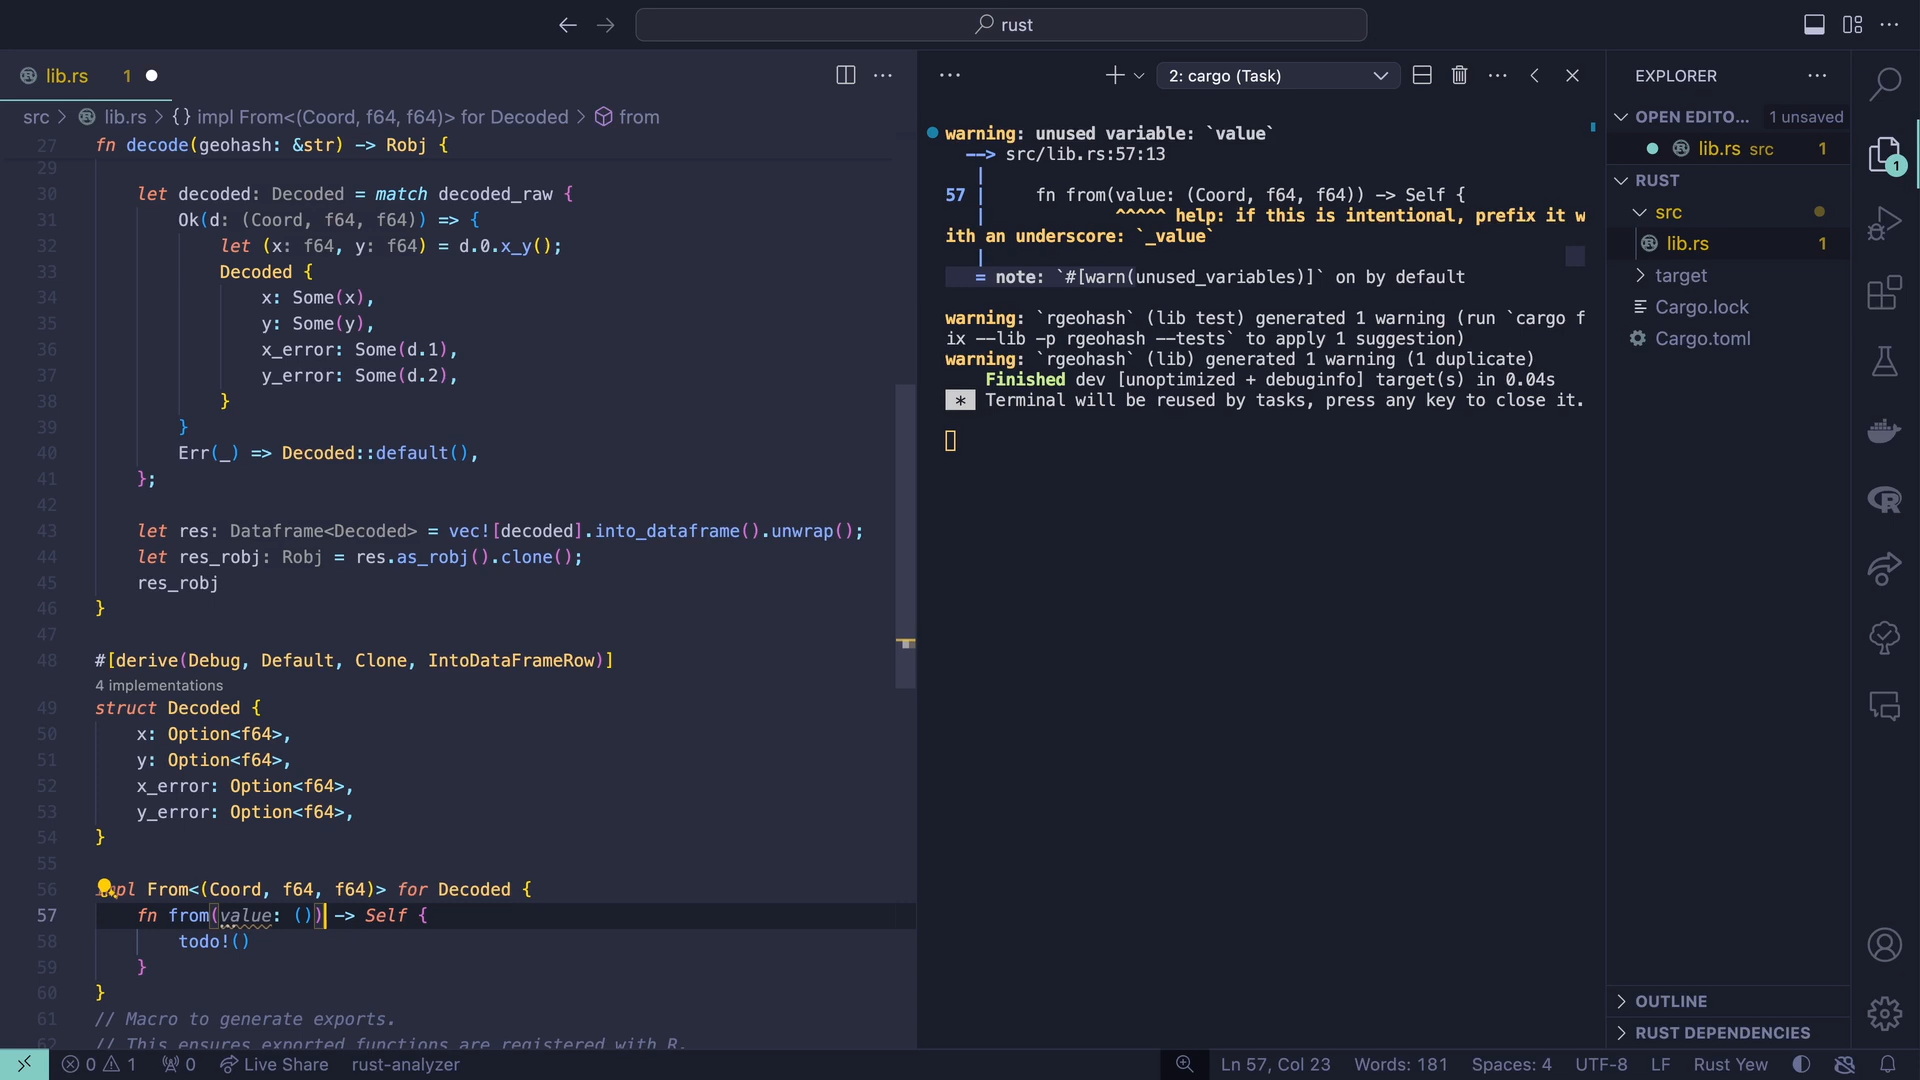 rust
lib.rs 1
src > lib.rs > {} impl From<(Coord, f64, f64)> for Decoded > from
27 fn decode(geohash: &str) -> Robj {
29
30 let decoded: Decoded = match decoded_raw {
31 Ok(d: (Coord, f64, f64)) => {
32 let (x: f64, y: f64) = d.0.x_y();
33 Decoded {
34 x: Some(x),
35 y: Some(y),
36 x_error: Some(d.1),
37 y_error: Some(d.2),
38 }
39 }
40 Err(_) => Decoded::default(),
41 };
42
43 let res: Dataframe<Decoded> = vec![decoded].into_dataframe().unwrap();
44 let res_robj: Robj = res.as_robj().clone();
45 res_robj
46 }
47
48 #[derive(Debug, Default, Clone, IntoDataFrameRow)]
4 implementations
49 struct Decoded {
50 x: Option<f64>,
51 y: Option<f64>,
52 x_error: Option<f64>,
53 y_error: Option<f64>,
54 }
55
56 impl From<(Coord, f64, f64)> for Decoded {
57 fn from(value: ()) -> Self {
58 todo!()
59 }
60 }
61 // Macro to generate exports.
62 // This ensures exported functions are registered with R.
2: cargo (Task)
warning: unused variable: `value`
--> src/lib.rs:57:13
|
57 | fn from(value: (Coord, f64, f64)) -> Self {
| ^^^^^ help: if this is intentional, prefix it w
ith an underscore: `_value`
|
= note: `#[warn(unused_variables)]` on by default
warning: `rgeohash` (lib test) generated 1 warning (run `cargo f
ix --lib -p rgeohash --tests` to apply 1 suggestion)
warning: `rgeohash` (lib) generated 1 warning (1 duplicate)
Finished dev [unoptimized + debuginfo] target(s) in 0.04s
* Terminal will be reused by tasks, press any key to close it.
EXPLORER
OPEN EDITO... 1 unsaved
lib.rs src 1
RUST
src
lib.rs 1
target
Cargo.lock
Cargo.toml
OUTLINE
RUST DEPENDENCIES
1
0 1 0 Live Share rust-analyzer Ln 57, Col 23 Words: 181 Spaces: 4 UTF-8 LF Rust Yew